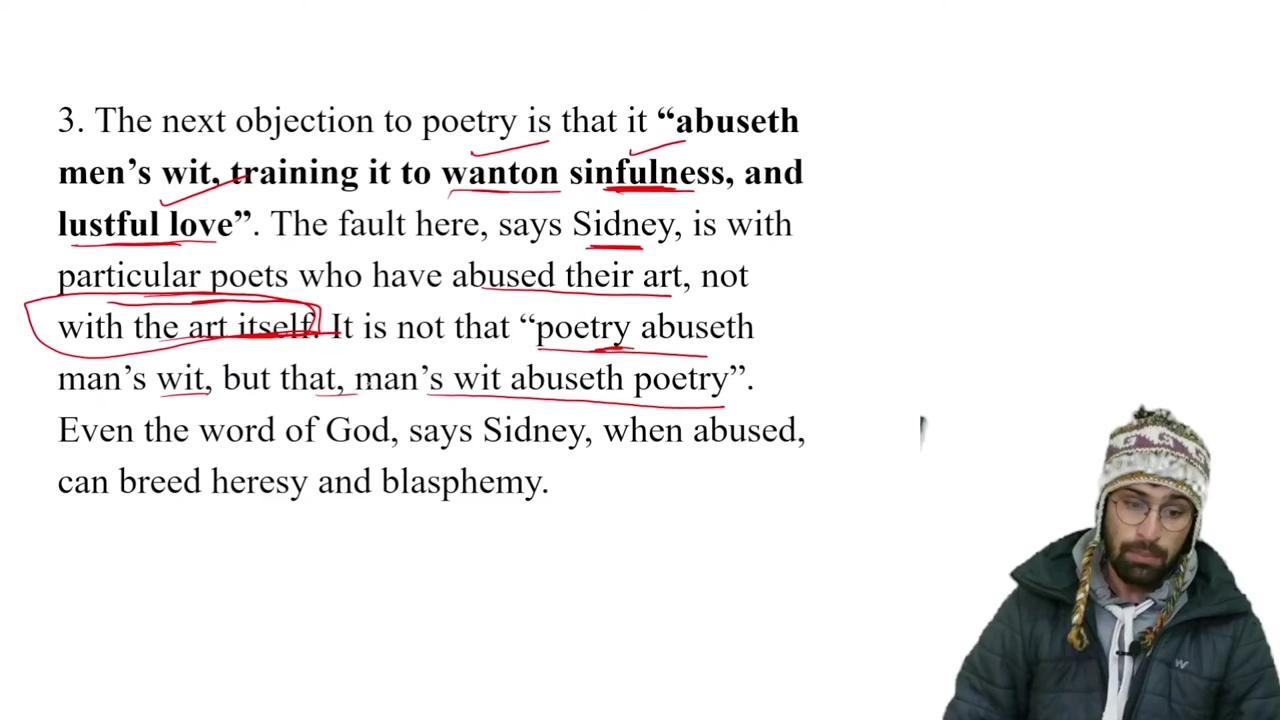 3. The next objection to poetry is that it “abuseth
men’s wit, training it to wanton sinfulness, and
lustful love”. The fault here, says Sidney, is with
particular poets who have abused their art, not
with the art itself. It is not that “poetry abuseth
man’s wit, but that, man’s wit abuseth poetry”.
Even the word of God, says Sidney, when abused,
can breed heresy and blasphemy.